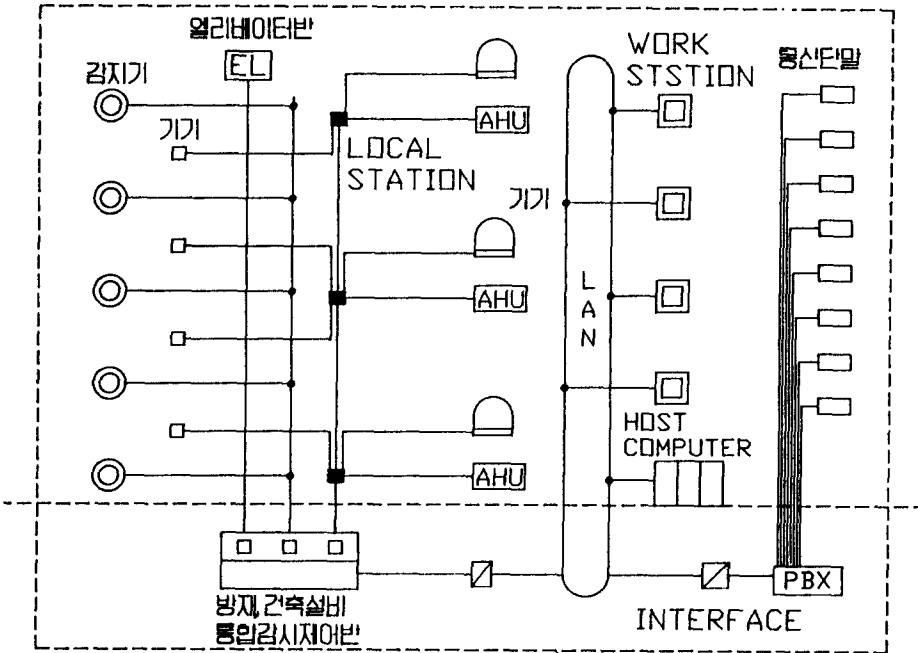 엘리베이터반
EL
감지기
기기
LOCAL
STATION
AHU
AHU
AHU
기기
LAN
WORK
STSTION
HOST
COMPUTER
통신단말
방재,건축설비
통합감시제어반
INTERFACE
PBX